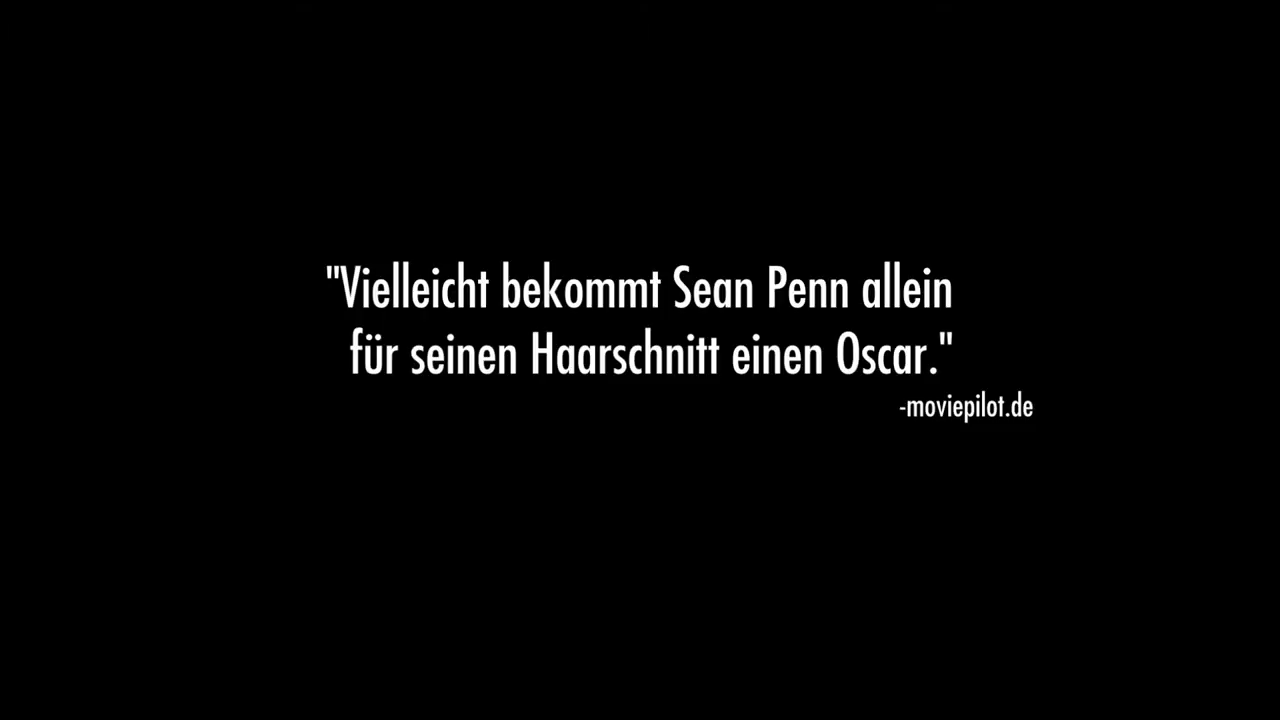 "Vielleicht bekommt Sean Penn allein
für seinen Haarschnitt einen Oscar."
-moviepilot.de